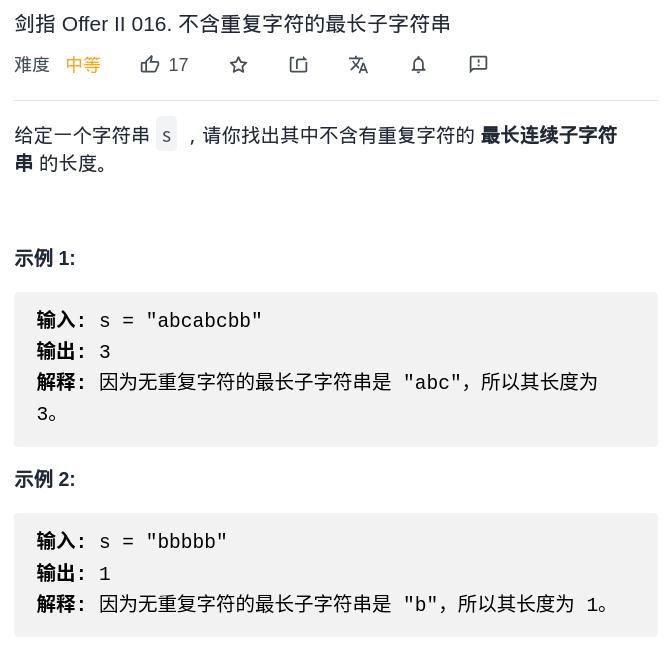 剑指 Offer II 016. 不含重复字符的最长子字符串
难度 中等 17
给定一个字符串 s ，请你找出其中不含有重复字符的 最长连续子字符
串 的长度。
示例 1:
输入: s = "abcabcbb"
输出: 3
解释: 因为无重复字符的最长子字符串是 "abc"，所以其长度为
3。
示例 2:
输入: s = "bbbbb"
输出: 1
解释: 因为无重复字符的最长子字符串是 "b"，所以其长度为 1。